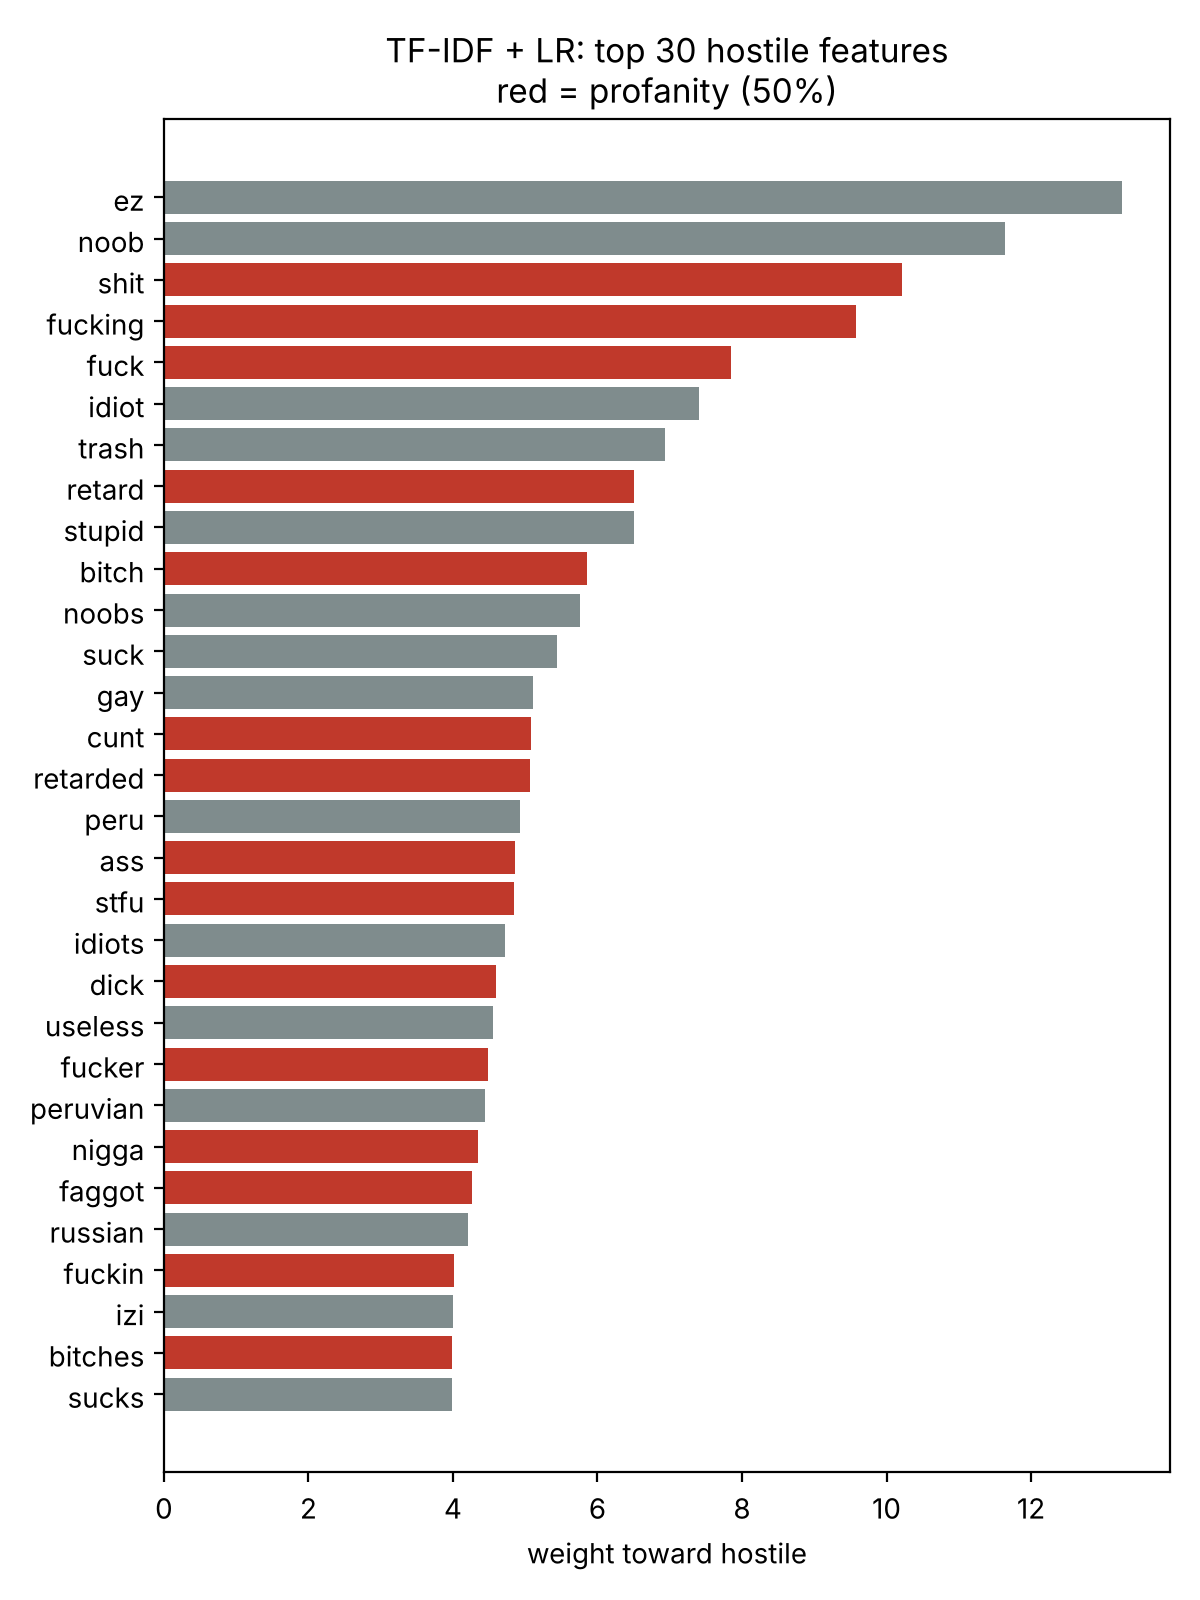 TF-IDF + LR: top 30 hostile features
red = profanity (50%)
ez
noob
shit
fucking
fuck
idiot
trash
retard
stupid
bitch
noobs
suck
gay
cunt
retarded
peru
ass
stfu
idiots
dick
useless
fucker
peruvian
nigga
faggot
russian
fuckin
izi
bitches
sucks
0 2 4 6 8 10 12
weight toward hostile